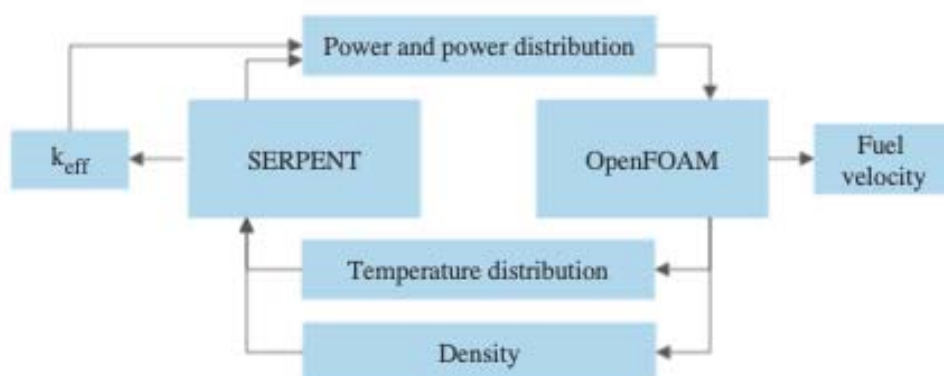 Power and power distribution
k_eff
SERPENT
OpenFOAM
Fuel
velocity
Temperature distribution
Density